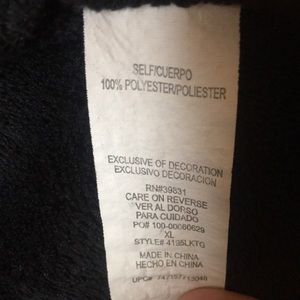 SELF/CUERPO
100% POLYESTER/POLIESTER
EXCLUSIVE OF DECORATION
EXCLUSIVO DECORACION
RN#39831
CARE ON REVERSE
VER AL DORSO
PARA CUIDADO
PO# 100-00060629
XL
STYLE# 4195LKTG
MADE IN CHINA
HECHO EN CHINA
UPC#